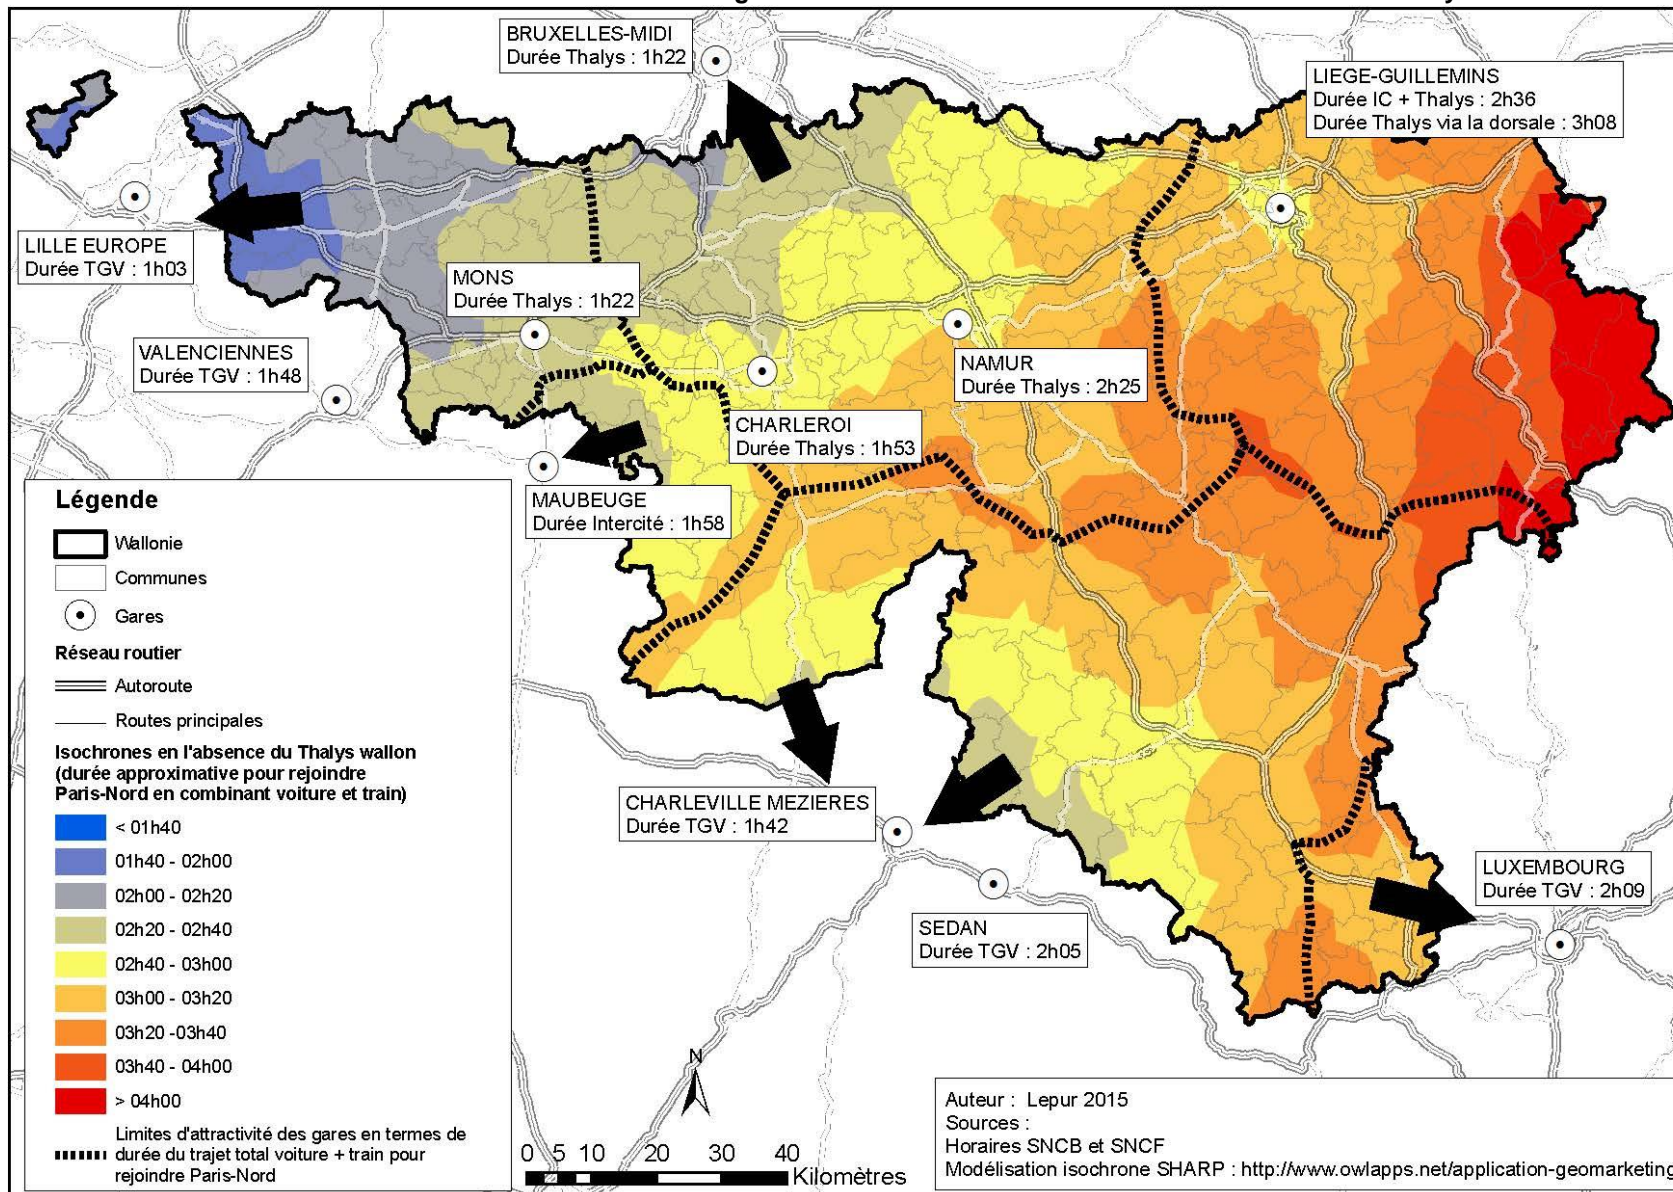 BRUXELLES-MIDI
Durée Thalys : 1h22
LIEGE-GUILLEMINS
Durée IC + Thalys : 2h36
Durée Thalys via la dorsale : 3h08
LILLE EUROPE
Durée TGV : 1h03
MONS
Durée Thalys : 1h22
VALENCIENNES
Durée TGV : 1h48
NAMUR
Durée Thalys : 2h25
CHARLEROI
Durée Thalys : 1h53
MAUBEUGE
Durée Intercité : 1h58
CHARLEVILLE MEZIERES
Durée TGV : 1h42
SEDAN
Durée TGV : 2h05
LUXEMBOURG
Durée TGV : 2h09
Légende
Wallonie
Communes
Gares
Réseau routier
Autoroute
Routes principales
Isochrones en l'absence du Thalys wallon
(durée approximative pour rejoindre
Paris-Nord en combinant voiture et train)
< 01h40
01h40 - 02h00
02h00 - 02h20
02h20 - 02h40
02h40 - 03h00
03h00 - 03h20
03h20 -03h40
03h40 - 04h00
> 04h00
Limites d'attractivité des gares en termes de
durée du trajet total voiture + train pour
rejoindre Paris-Nord
N
0 5 10 20 30 40
Kilomètres
Auteur : Lepur 2015
Sources :
Horaires SNCB et SNCF
Modélisation isochrone SHARP : http://www.owlapps.net/application-geomarketing